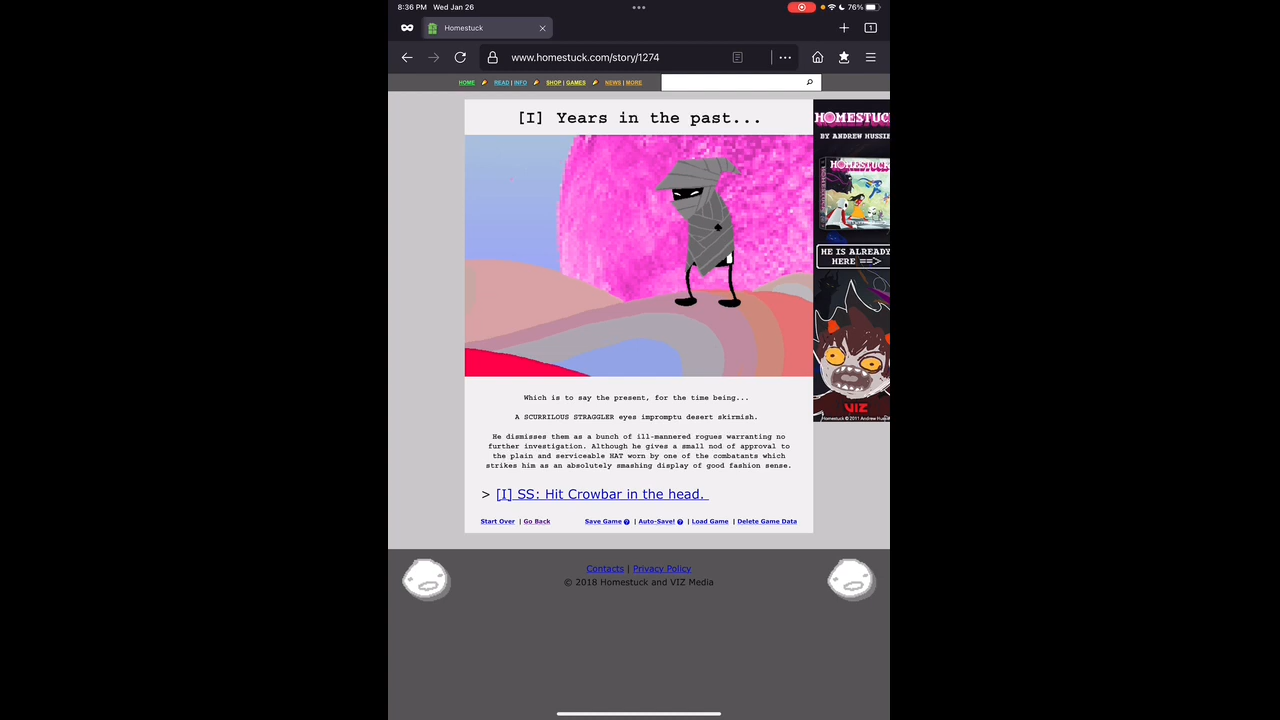 8:36 PM Wed Jan 26
76%
Homestuck
1
www.homestuck.com/story/1274
HOME READ | INFO SHOP | GAMES NEWS | MORE
[I] Years in the past...
HOMESTUCK
BY ANDREW HUSSIE
HOMESTUCK
HE IS ALREADY
HERE ==>
VIZ
Which is to say the present, for the time being...
A SCURRILOUS STRAGGLER eyes impromptu desert skirmish.
He dismisses them as a bunch of ill-mannered rogues warranting no
further investigation. Although he gives a small nod of approval to
the plain and serviceable HAT worn by one of the combatants which
strikes him as an absolutely smashing display of good fashion sense.
> [I] SS: Hit Crowbar in the head.
Start Over | Go Back Save Game ? | Auto-Save! ? | Load Game | Delete Game Data
Contacts | Privacy Policy
© 2018 Homestuck and VIZ Media